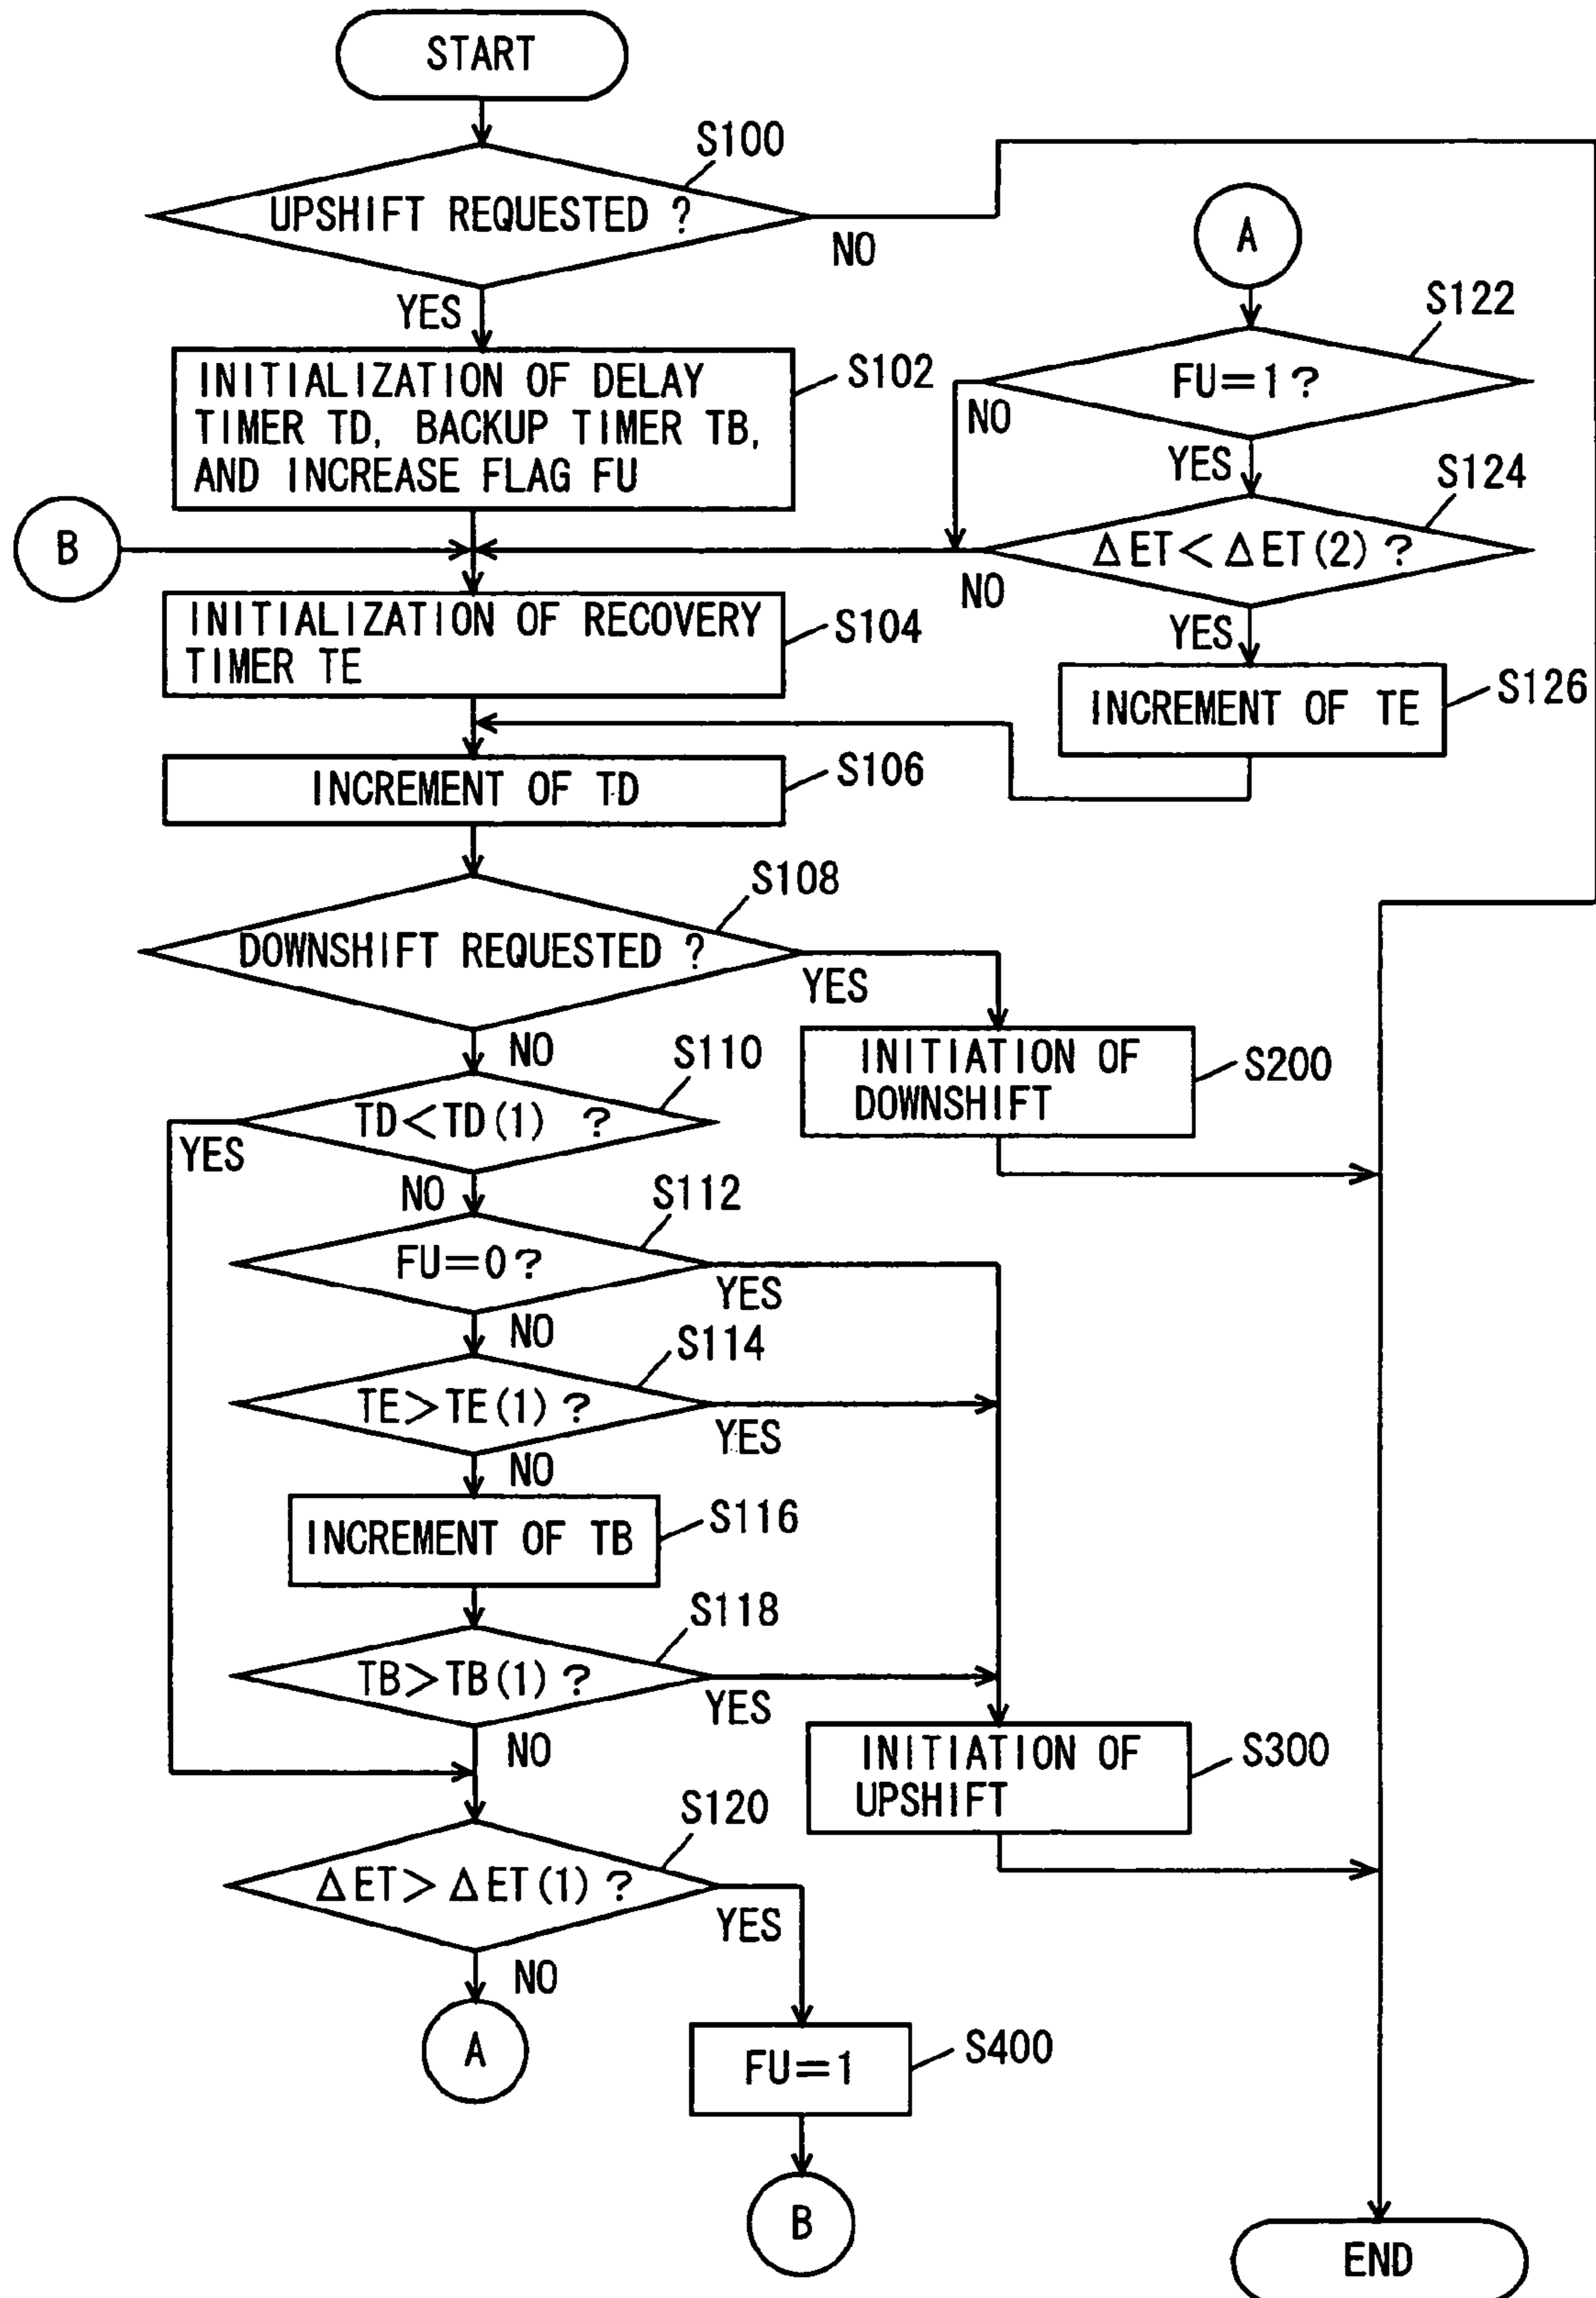 START
S100
UPSHIFT REQUESTED ?
NO
YES
A
S122
FU=1?
NO
YES
S102
INITIALIZATION OF DELAY
TIMER TD, BACKUP TIMER TB,
AND INCREASE FLAG FU
S124
ΔET<ΔET(2) ?
NO
YES
B
S104
INITIALIZATION OF RECOVERY
TIMER TE
S126
INCREMENT OF TE
S106
INCREMENT OF TD
S108
DOWNSHIFT REQUESTED ?
YES
NO
S200
INITIATION OF
DOWNSHIFT
S110
TD<TD(1) ?
YES
NO
S112
FU=0?
YES
NO
S114
TE>TE(1)?
YES
NO
S116
INCREMENT OF TB
S118
TB>TB(1)?
YES
NO
S300
INITIATION OF
UPSHIFT
S120
ΔET>ΔET(1)?
YES
NO
A
S400
FU=1
B
END